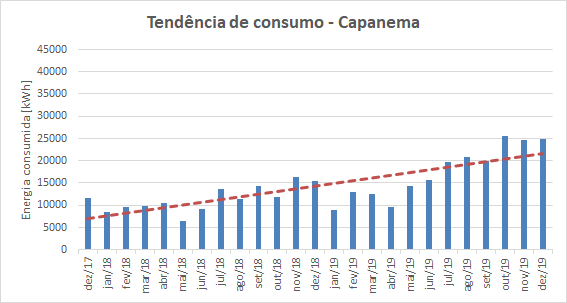 Tendência de consumo - Capanema
45000
40000
35000
30000
25000
20000
15000
10000
5000
0
Energia consumida [kWh]
dez/17
jan/18
fev/18
mar/18
abr/18
mai/18
jun/18
jul/18
ago/18
set/18
out/18
nov/18
dez/18
jan/19
fev/19
mar/19
abr/19
mai/19
jun/19
jul/19
ago/19
set/19
out/19
nov/19
dez/19